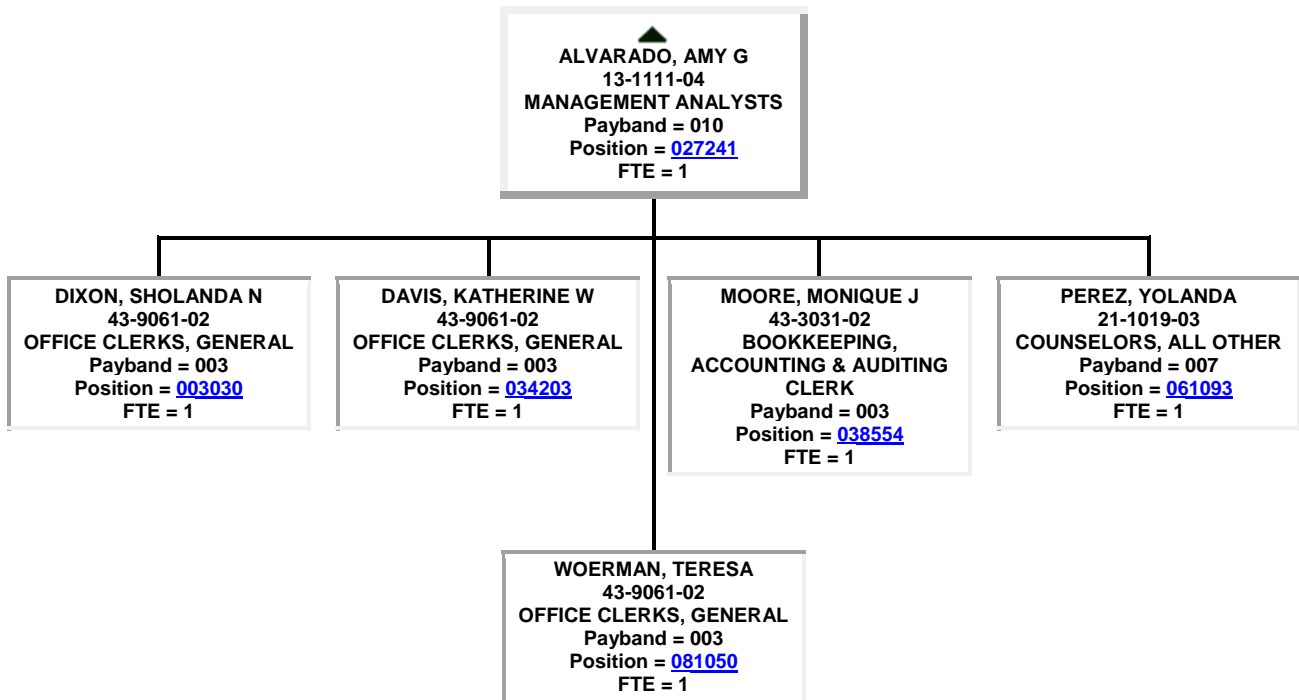 ALVARADO, AMY G
13-1111-04
MANAGEMENT ANALYSTS
Payband = 010
Position = 027241
FTE = 1
DIXON, SHOLANDA N
43-9061-02
OFFICE CLERKS, GENERAL
Payband = 003
Position = 003030
FTE = 1
DAVIS, KATHERINE W
43-9061-02
OFFICE CLERKS, GENERAL
Payband = 003
Position = 034203
FTE = 1
MOORE, MONIQUE J
43-3031-02
BOOKKEEPING,
ACCOUNTING & AUDITING
CLERK
Payband = 003
Position = 038554
FTE = 1
PEREZ, YOLANDA
21-1019-03
COUNSELORS, ALL OTHER
Payband = 007
Position = 061093
FTE = 1
WOERMAN, TERESA
43-9061-02
OFFICE CLERKS, GENERAL
Payband = 003
Position = 081050
FTE = 1